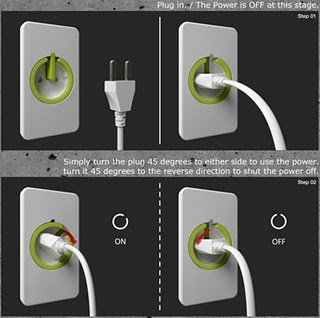 Plug in. / The Power is OFF at this stage.
Step 01
Simply turn the plug 45 degrees to either side to use the power.
turn it 45 degrees to the reverse direction to shut the power off.
Step 02
ON
OFF